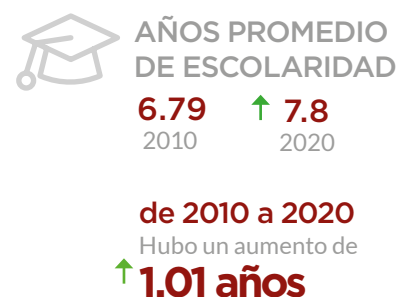 AÑOS PROMEDIO
DE ESCOLARIDAD
6.79 ↑ 7.8
2010 2020
de 2010 a 2020
Hubo un aumento de
↑ 1.01 años